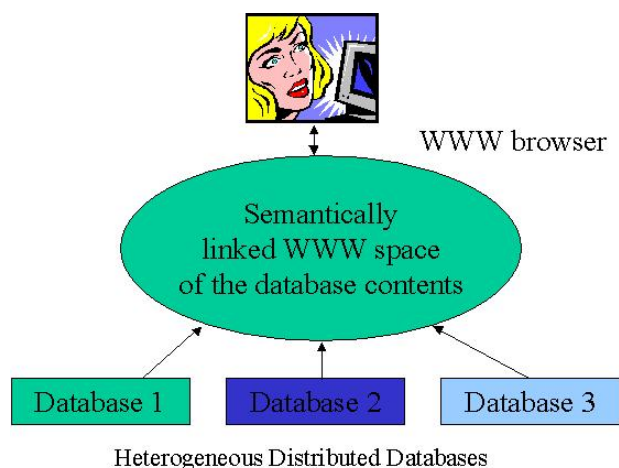 WWW browser
Semantically
linked WWW space
of the database contents
Database 1
Database 2
Database 3
Heterogeneous Distributed Databases